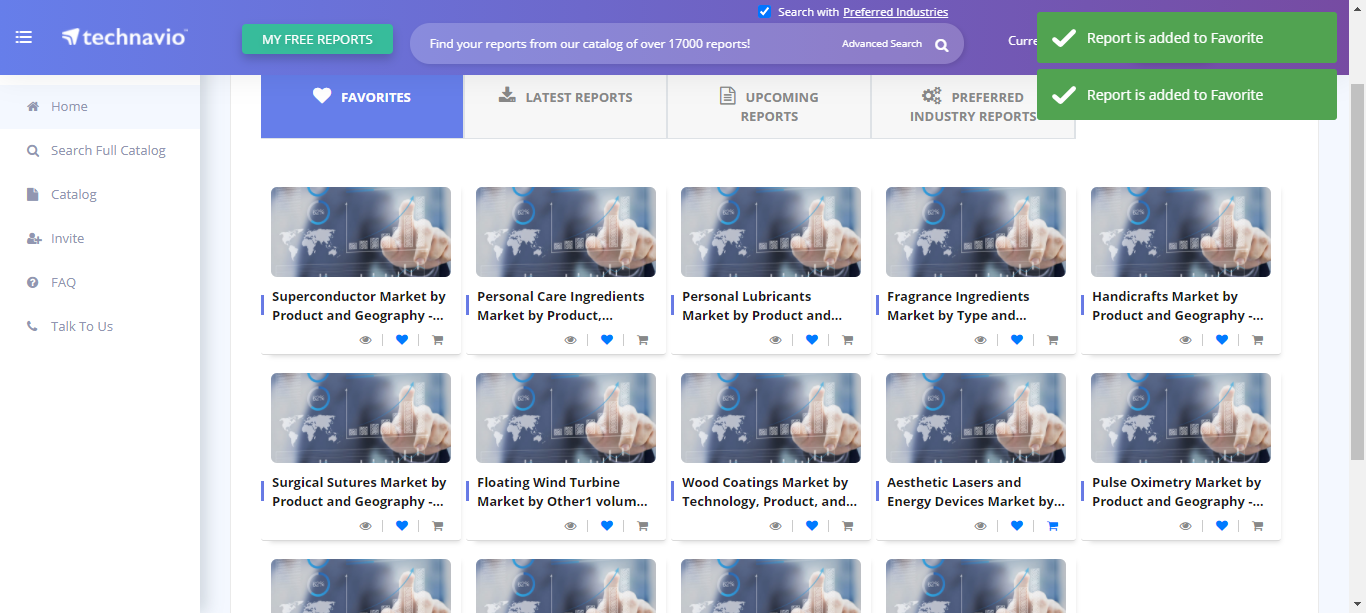 Search with Preferred Industries
technavio
MY FREE REPORTS
Find your reports from our catalog of over 17000 reports!
Advanced Search
Curre
Report is added to Favorite
Report is added to Favorite
Home
Search Full Catalog
Catalog
Invite
FAQ
Talk To Us
FAVORITES
LATEST REPORTS
UPCOMING
REPORTS
PREFERRED
INDUSTRY REPORTS
Superconductor Market by
Product and Geography -...
Personal Care Ingredients
Market by Product,...
Personal Lubricants
Market by Product and...
Fragrance Ingredients
Market by Type and...
Handicrafts Market by
Product and Geography -...
Surgical Sutures Market by
Product and Geography -...
Floating Wind Turbine
Market by Other1 volum...
Wood Coatings Market by
Technology, Product, and...
Aesthetic Lasers and
Energy Devices Market by...
Pulse Oximetry Market by
Product and Geography -...